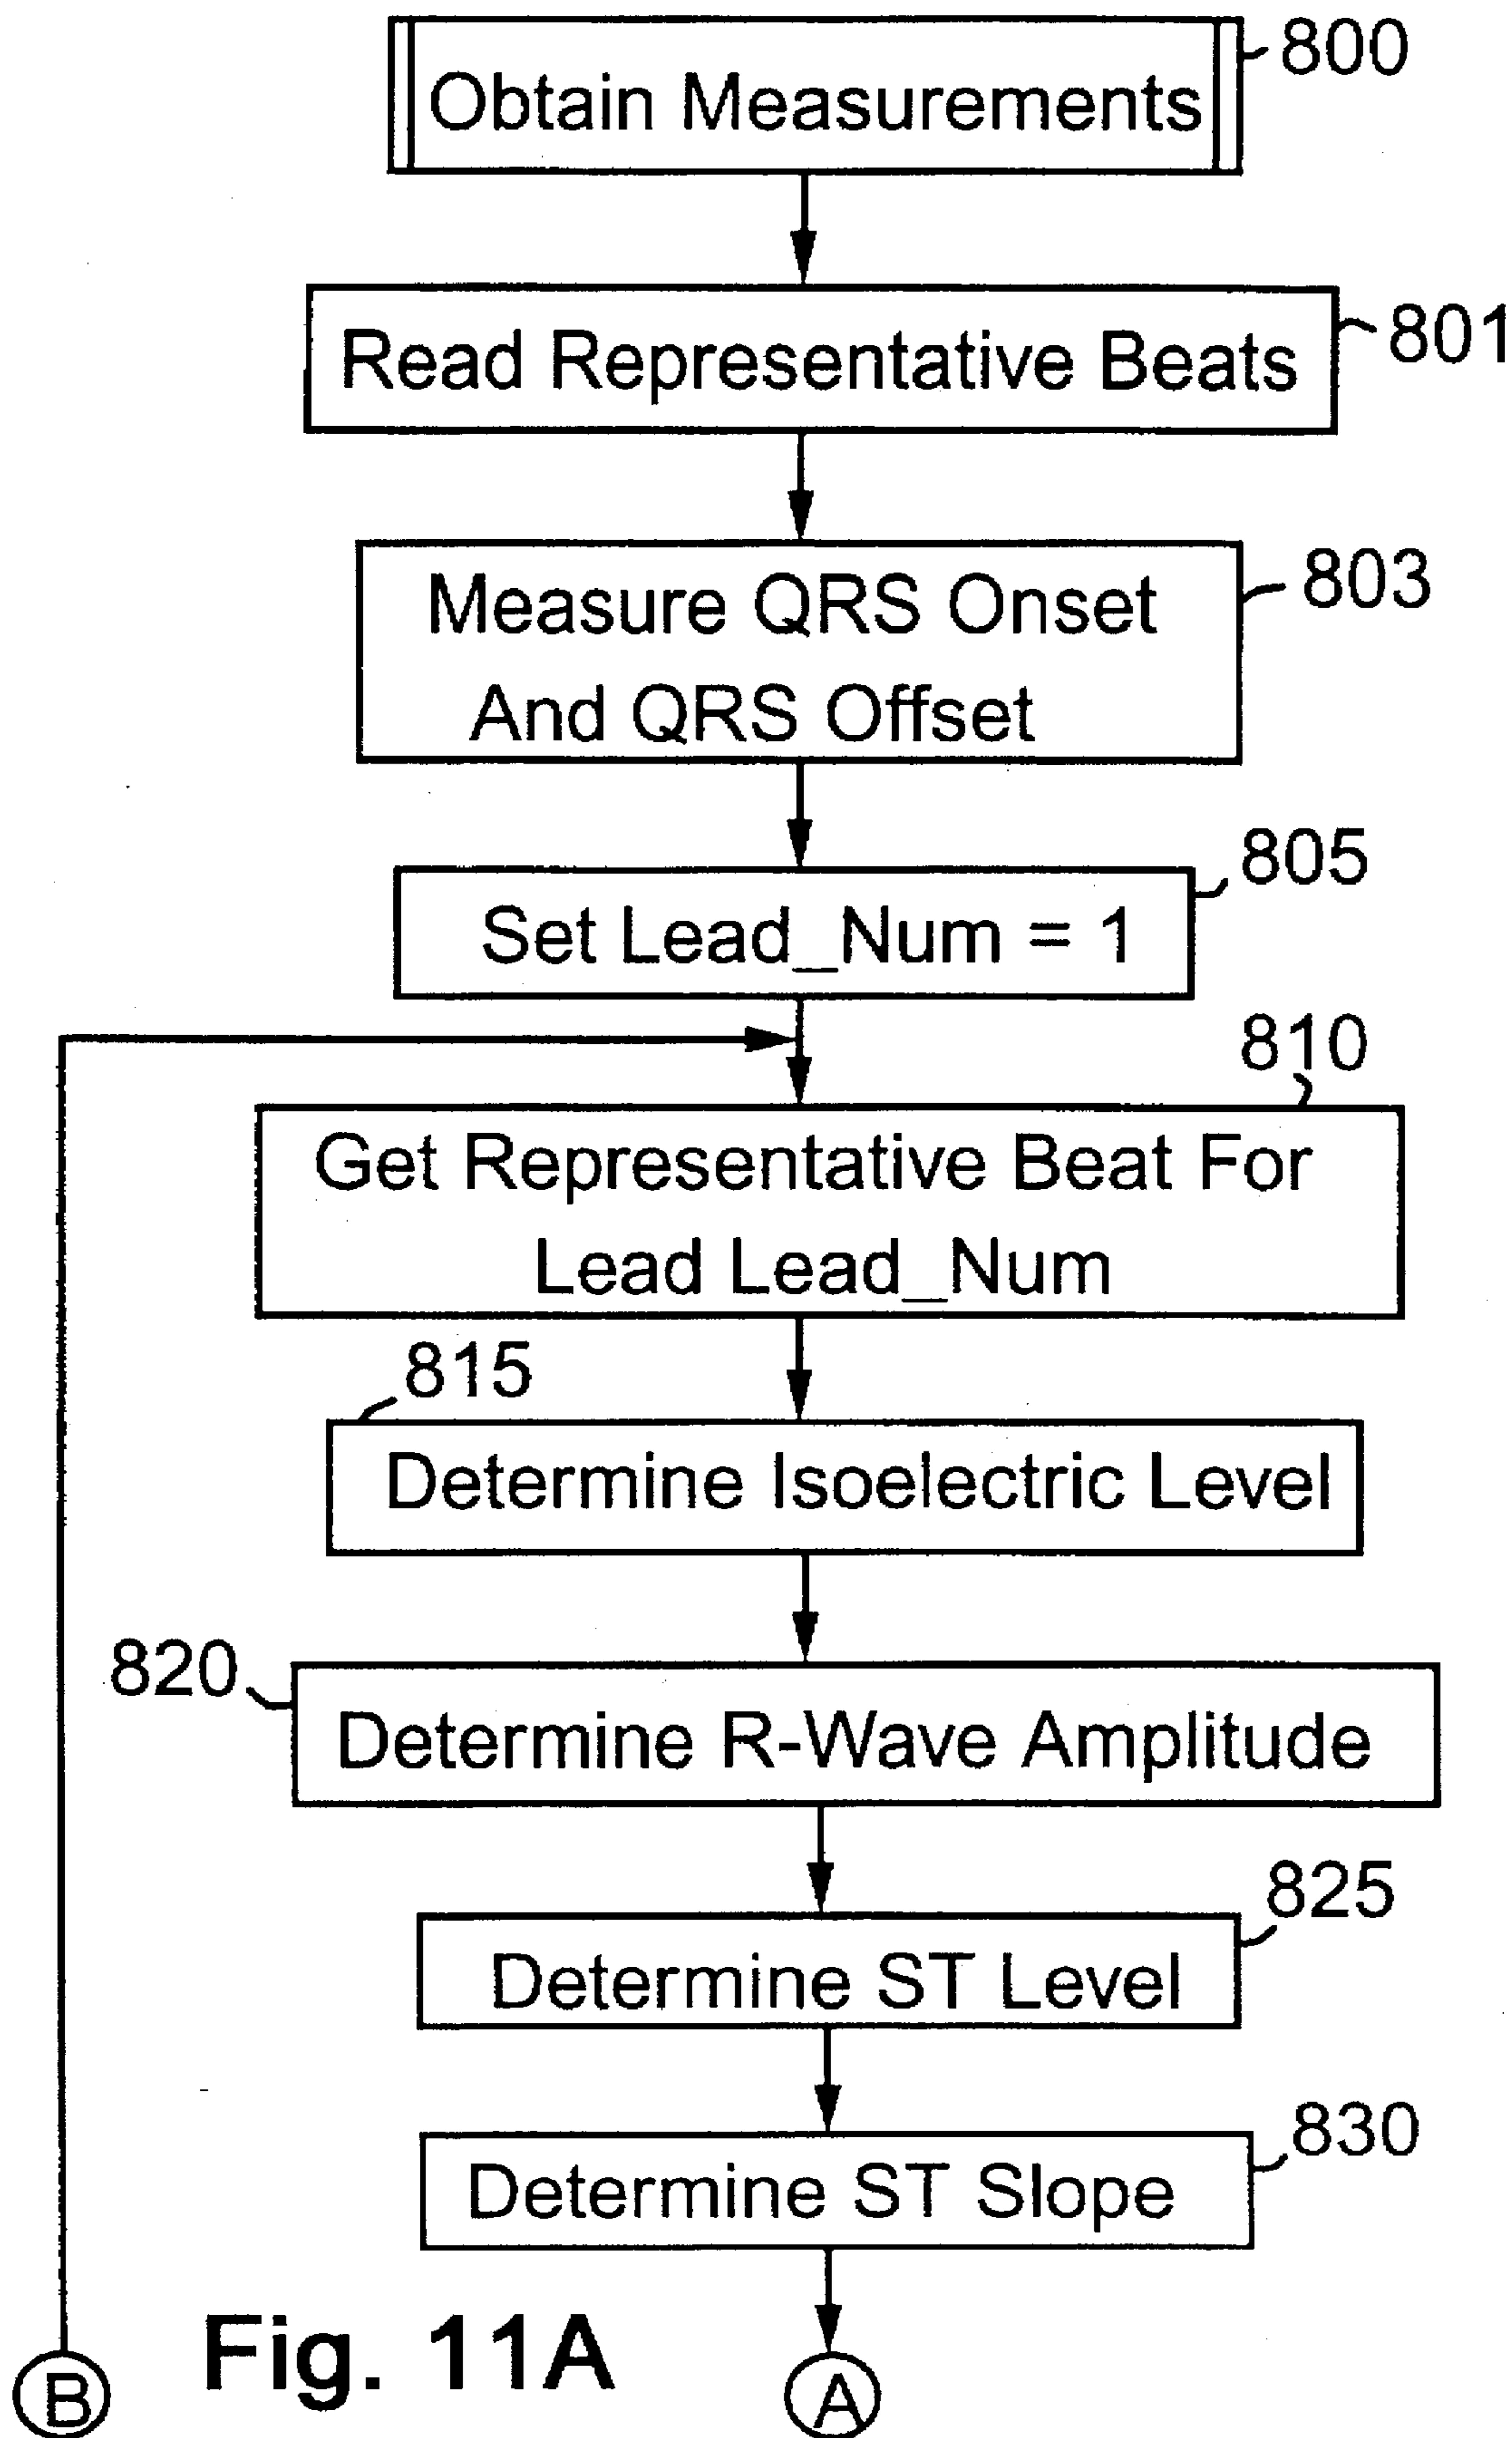 800
Obtain Measurements
801
Read Representative Beats
803
Measure QRS Onset
And QRS Offset
805
Set Lead_Num = 1
810
Get Representative Beat For
Lead Lead_Num
815
Determine Isoelectric Level
820
Determine R-Wave Amplitude
825
Determine ST Level
830
Determine ST Slope
Fig. 11A
B
A